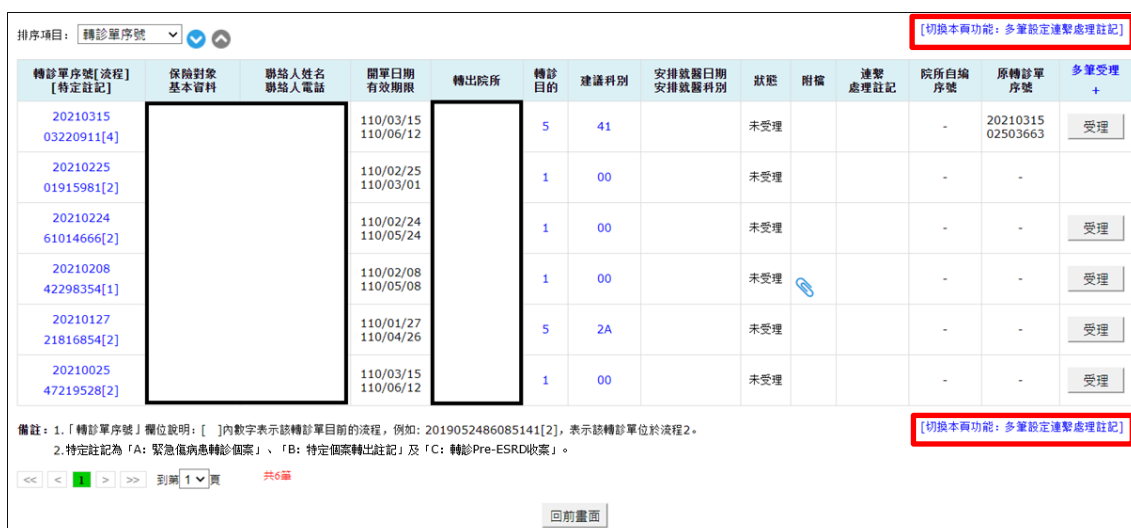 排序項目： 轉診單序號
[切換本頁功能：多筆設定連繫處理註記]
轉診單序號[流程] 保險對象 聯絡人姓名 開單日期 轉出院所 轉診 建議科別 安排就醫日期 狀態 附檔 連繫 院所自編 原轉診單 多筆受理
[特定註記] 基本資料 聯絡人電話 有效期限 目的 安排就醫科別 處理註記 序號 序號 +
20210315 110/03/15 5 41 未受理 - 20210315 受理
03220911[4] 110/06/12 02503663
20210225 110/02/25 1 00 未受理 - -
01915981[2] 110/03/01
20210224 110/02/24 1 00 未受理 - - 受理
61014666[2] 110/05/24
20210208 110/02/08 1 00 未受理 - - 受理
42298354[1] 110/05/08
20210127 110/01/27 5 2A 未受理 - - 受理
21816854[2] 110/04/26
20210025 110/03/15 1 00 未受理 - - 受理
47219528[2] 110/06/12
備註：1.「轉診單序號」欄位說明：[ ]內數字表示該轉診單目前的流程，例如: 2019052486085141[2]，表示該轉診單位於流程2。
[切換本頁功能：多筆設定連繫處理註記]
2.特定註記為「A: 緊急傷病患轉診個案」、「B: 特定個案轉出註記」及「C: 轉診Pre-ESRD收案」。
<< < 1 > >> 到第 1 頁 共6筆
回前畫面